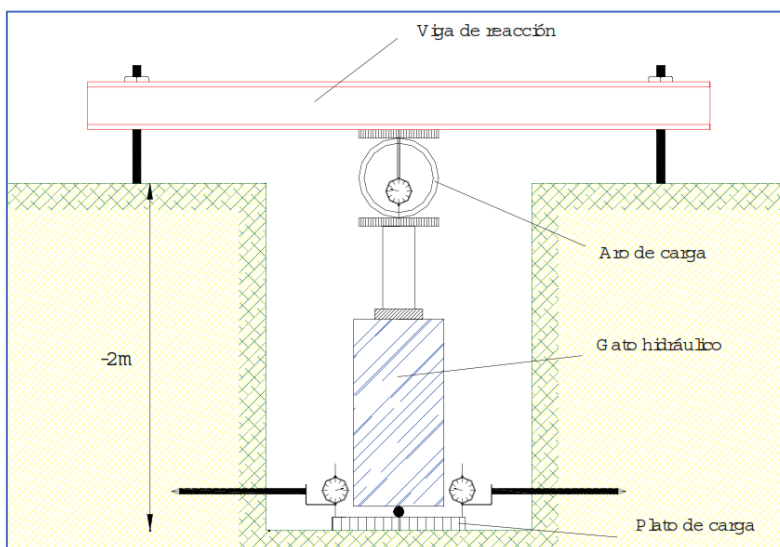 Viga de reacción
Aro de carga
Gato hidráulico
-2m
Plato de carga